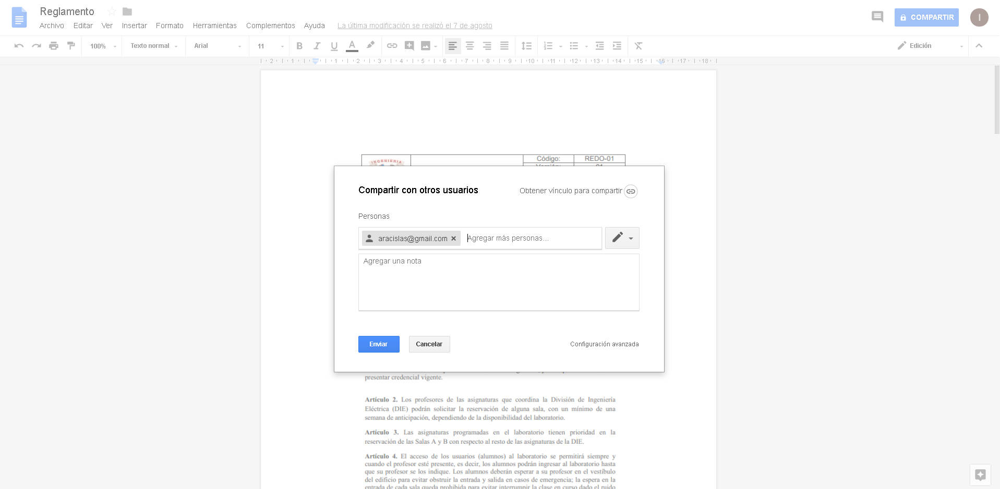 Reglamento
Archivo Editar Ver Insertar Formato Herramientas Complementos Ayuda La última modificación se realizó el 7 de agosto
COMPARTIR
I
100% Texto normal Arial 11 B I U A Edición
2 1 1 2 3 4 5 6 7 8 9 10 11 12 13 14 15 16 17 18
INGENIERIA
Código: REDO-01
Versión: 01
Compartir con otros usuarios
Obtener vínculo para compartir
Personas
aracislas@gmail.com × Agregar más personas...
Agregar una nota
Enviar Cancelar Configuración avanzada
presentar credencial vigente.
Artículo 2. Los profesores de las asignaturas que coordina la División de Ingeniería
Eléctrica (DIE) podrán solicitar la reservación de alguna sala, con un mínimo de una
semana de anticipación, dependiendo de la disponibilidad del laboratorio.
Artículo 3. Las asignaturas programadas en el laboratorio tienen prioridad en la
reservación de las Salas A y B con respecto al resto de las asignaturas de la DIE.
Artículo 4. El acceso de los usuarios (alumnos) al laboratorio se permitirá siempre y
cuando el profesor esté presente, es decir, los alumnos podrán ingresar al laboratorio hasta
que su profesor se los indique. Los alumnos deberán esperar a su profesor en el vestíbulo
del edificio para evitar obstruir la entrada y salida en casos de emergencia; la espera en la
entrada de cada sala queda prohibida para evitar interrumpir la clase en curso dado el ruido